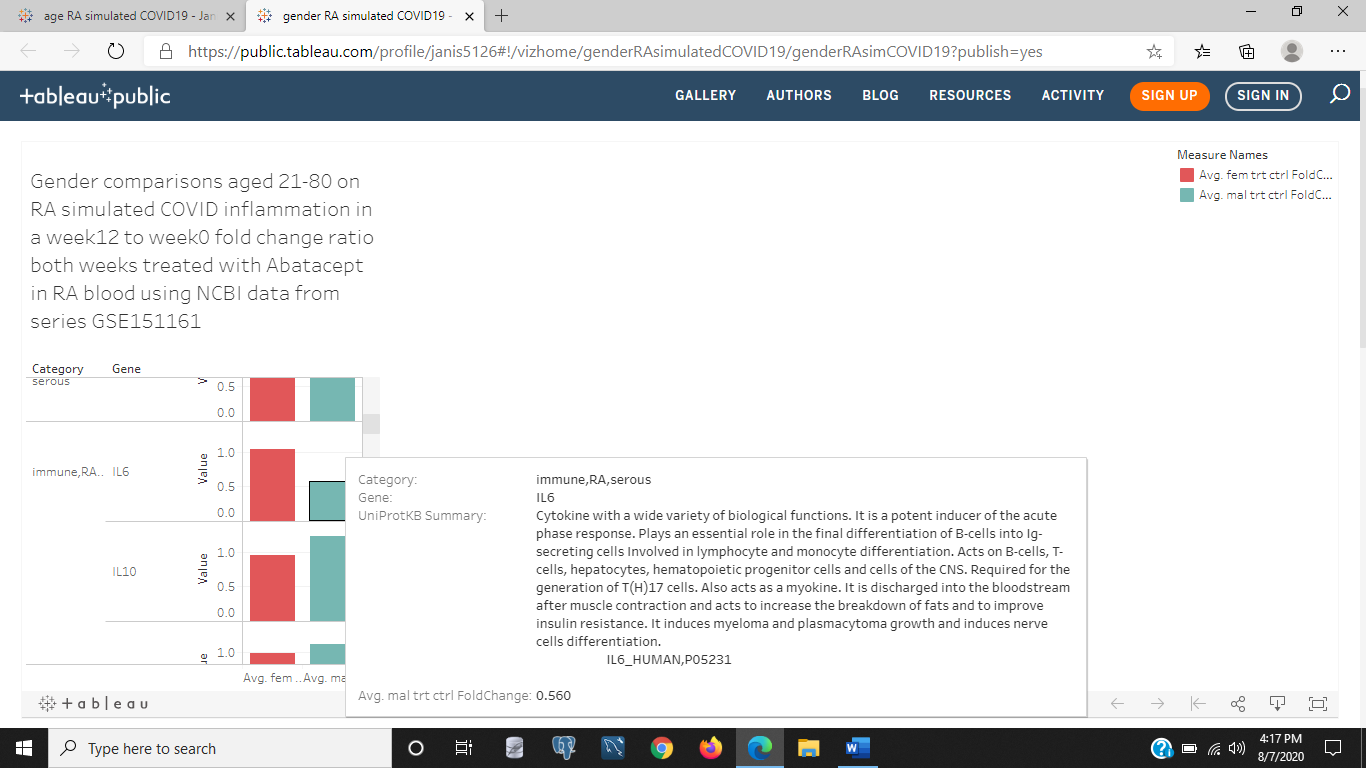 age RA simulated COVID19 - Jan
gender RA simulated COVID19 -
https://public.tableau.com/profile/janis5126#!/vizhome/genderRAsimulatedCOVID19/genderRAsimCOVID19?publish=yes
+ableau+public
GALLERY AUTHORS BLOG RESOURCES ACTIVITY SIGN UP SIGN IN
Measure Names
Avg. fem trt ctrl FoldC...
Avg. mal trt ctrl FoldC...
Gender comparisons aged 21-80 on
RA simulated COVID inflammation in
a week12 to week0 fold change ratio
both weeks treated with Abatacept
in RA blood using NCBI data from
series GSE151161
Category Gene
serous
V
0.5
0.0
immune,RA.. IL6
Value
1.0
0.5
0.0
IL10
Value
1.0
0.5
0.0
ue
1.0
Avg. fem .. Avg. ma
Category: immune,RA,serous
Gene: IL6
UniProtKB Summary: Cytokine with a wide variety of biological functions. It is a potent inducer of the acute
phase response. Plays an essential role in the final differentiation of B-cells into Ig-
secreting cells Involved in lymphocyte and monocyte differentiation. Acts on B-cells, T-
cells, hepatocytes, hematopoietic progenitor cells and cells of the CNS. Required for the
generation of T(H)17 cells. Also acts as a myokine. It is discharged into the bloodstream
after muscle contraction and acts to increase the breakdown of fats and to improve
insulin resistance. It induces myeloma and plasmacytoma growth and induces nerve
cells differentiation.
IL6_HUMAN,P05231
Avg. mal trt ctrl FoldChange: 0.560
+ a b l e a u
Type here to search
4:17 PM
8/7/2020